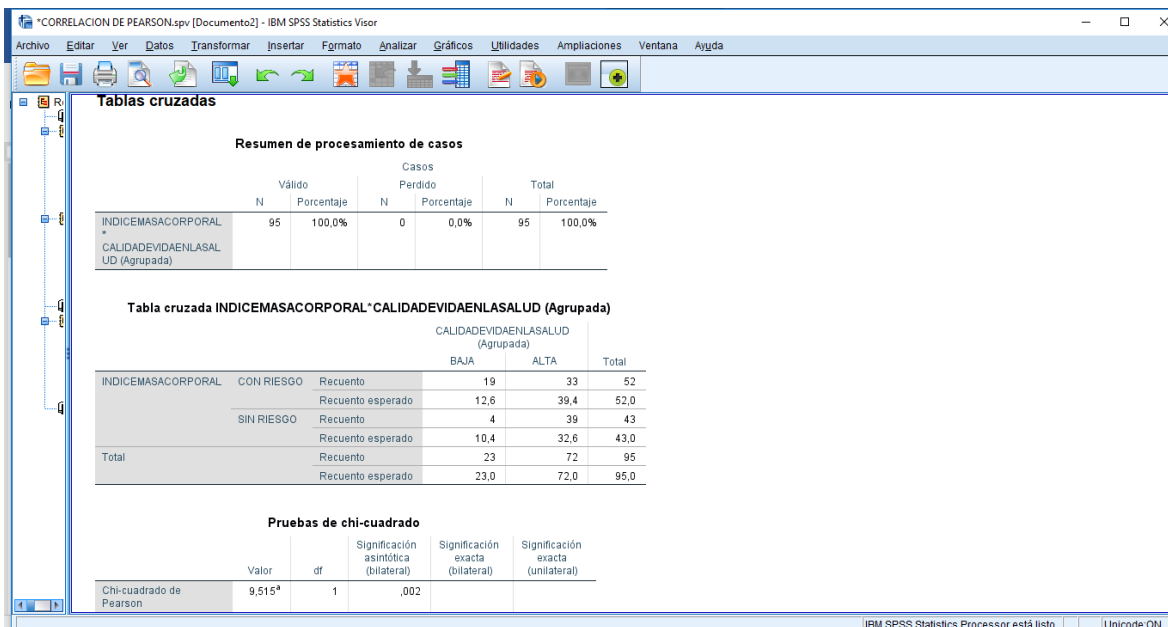 *CORRELACION DE PEARSON.spv [Documento2] - IBM SPSS Statistics Visor
Archivo Editar Ver Datos Transformar Insertar Formato Analizar Gráficos Utilidades Ampliaciones Ventana Ayuda
Tablas cruzadas
Resumen de procesamiento de casos
Casos
Válido Perdido Total
N Porcentaje N Porcentaje N Porcentaje
INDICEMASACORPORAL 95 100,0% 0 0,0% 95 100,0%
*
CALIDADEVIDAENLASAL
UD (Agrupada)
Tabla cruzada INDICEMASACORPORAL*CALIDADEVIDAENLASALUD (Agrupada)
CALIDADEVIDAENLASALUD
(Agrupada)
BAJA ALTA Total
INDICEMASACORPORAL CON RIESGO Recuento 19 33 52
Recuento esperado 12,6 39,4 52,0
SIN RIESGO Recuento 4 39 43
Recuento esperado 10,4 32,6 43,0
Total Recuento 23 72 95
Recuento esperado 23,0 72,0 95,0
Pruebas de chi-cuadrado
Significación Significación Significación
asintótica exacta exacta
Valor df (bilateral) (bilateral) (unilateral)
Chi-cuadrado de 9,515ª 1 ,002
Pearson
IBM SPSS Statistics Processor está listo Unicode:ON